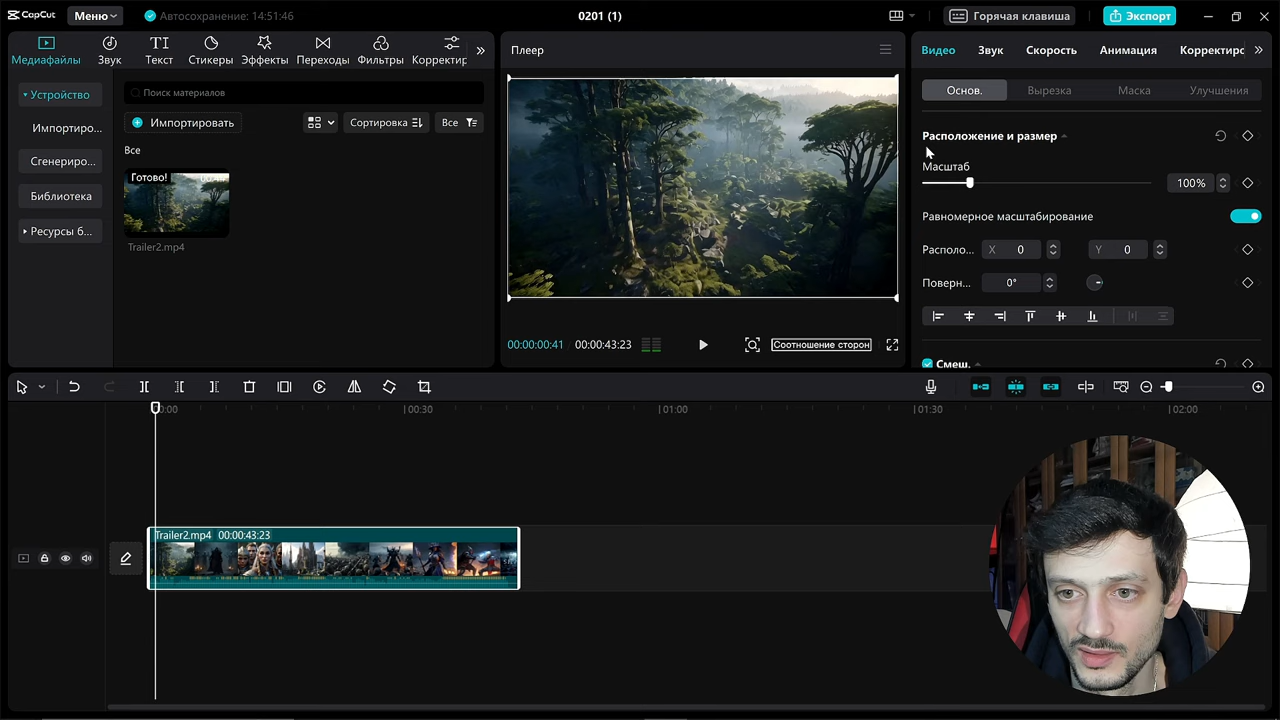 CapCut
Меню
Автосохранение: 14:51:46
0201 (1)
Горячая клавиша
Экспорт
Медиафайлы
Звук
Текст
Стикеры
Эффекты
Переходы
Фильтры
Корректир
Устройство
Импортиро...
Сгенериро...
Библиотека
Ресурсы б...
Поиск материалов
Импортировать
Сортировка
Все
Все
Готово!
Trailer2.mp4
Плеер
00:00:00:41
00:00:43:23
Соотношение сторон
Видео
Звук
Скорость
Анимация
Корректирс
Основ.
Вырезка
Маска
Улучшения
Расположение и размер
Масштаб
100%
Равномерное масштабирование
Располо...
X 0
Y 0
Поверн...
0°
Смеш.
00:00
00:30
01:00
01:30
02:00
Trailer2.mp4 00:00:43:23